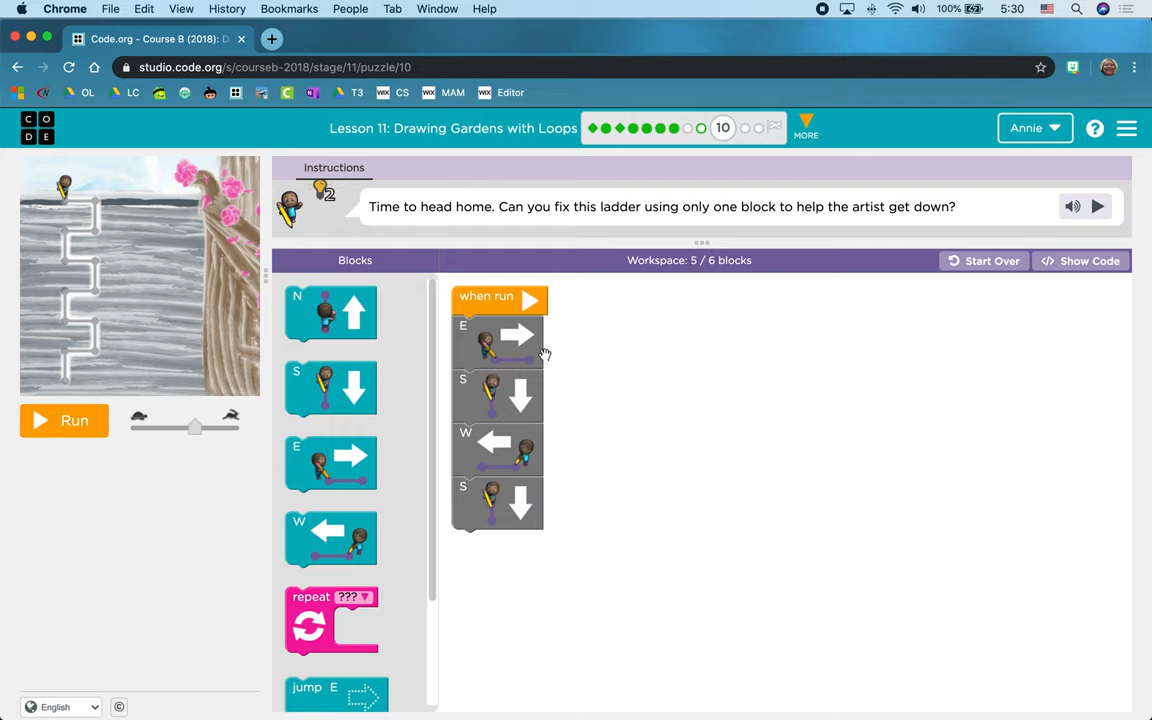 Chrome File Edit View History Bookmarks People Tab Window Help 100% 5:30
Code.org - Course B (2018): D
studio.code.org/s/courseb-2018/stage/11/puzzle/10
OL LC T3 WIX CS WIX MAM WIX Editor
CODE Lesson 11: Drawing Gardens with Loops 10 MORE Annie ?
Instructions
2 Time to head home. Can you fix this ladder using only one block to help the artist get down?
Blocks Workspace: 5 / 6 blocks Start Over </> Show Code
N
S
E
W
repeat ???
jump E
when run
E
S
W
S
Run
English ©